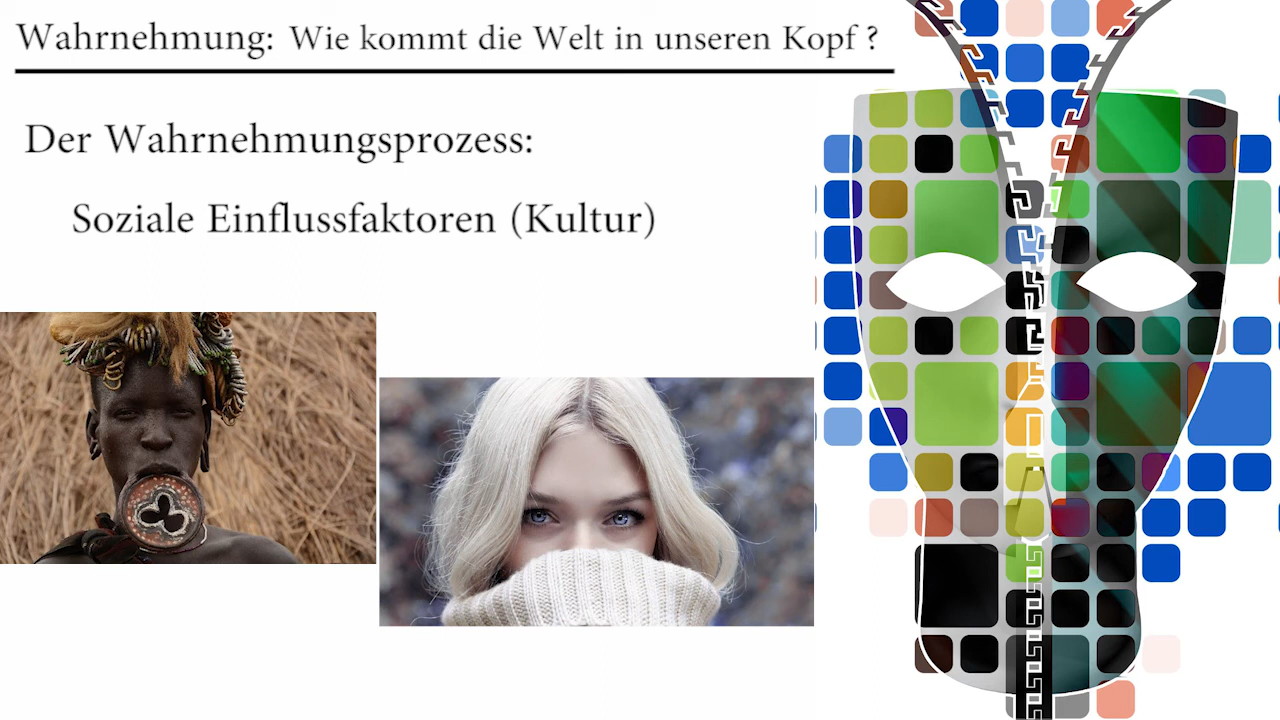 Wahrnehmung: Wie kommt die Welt in unseren Kopf ?
Der Wahrnehmungsprozess:
Soziale Einflussfaktoren (Kultur)